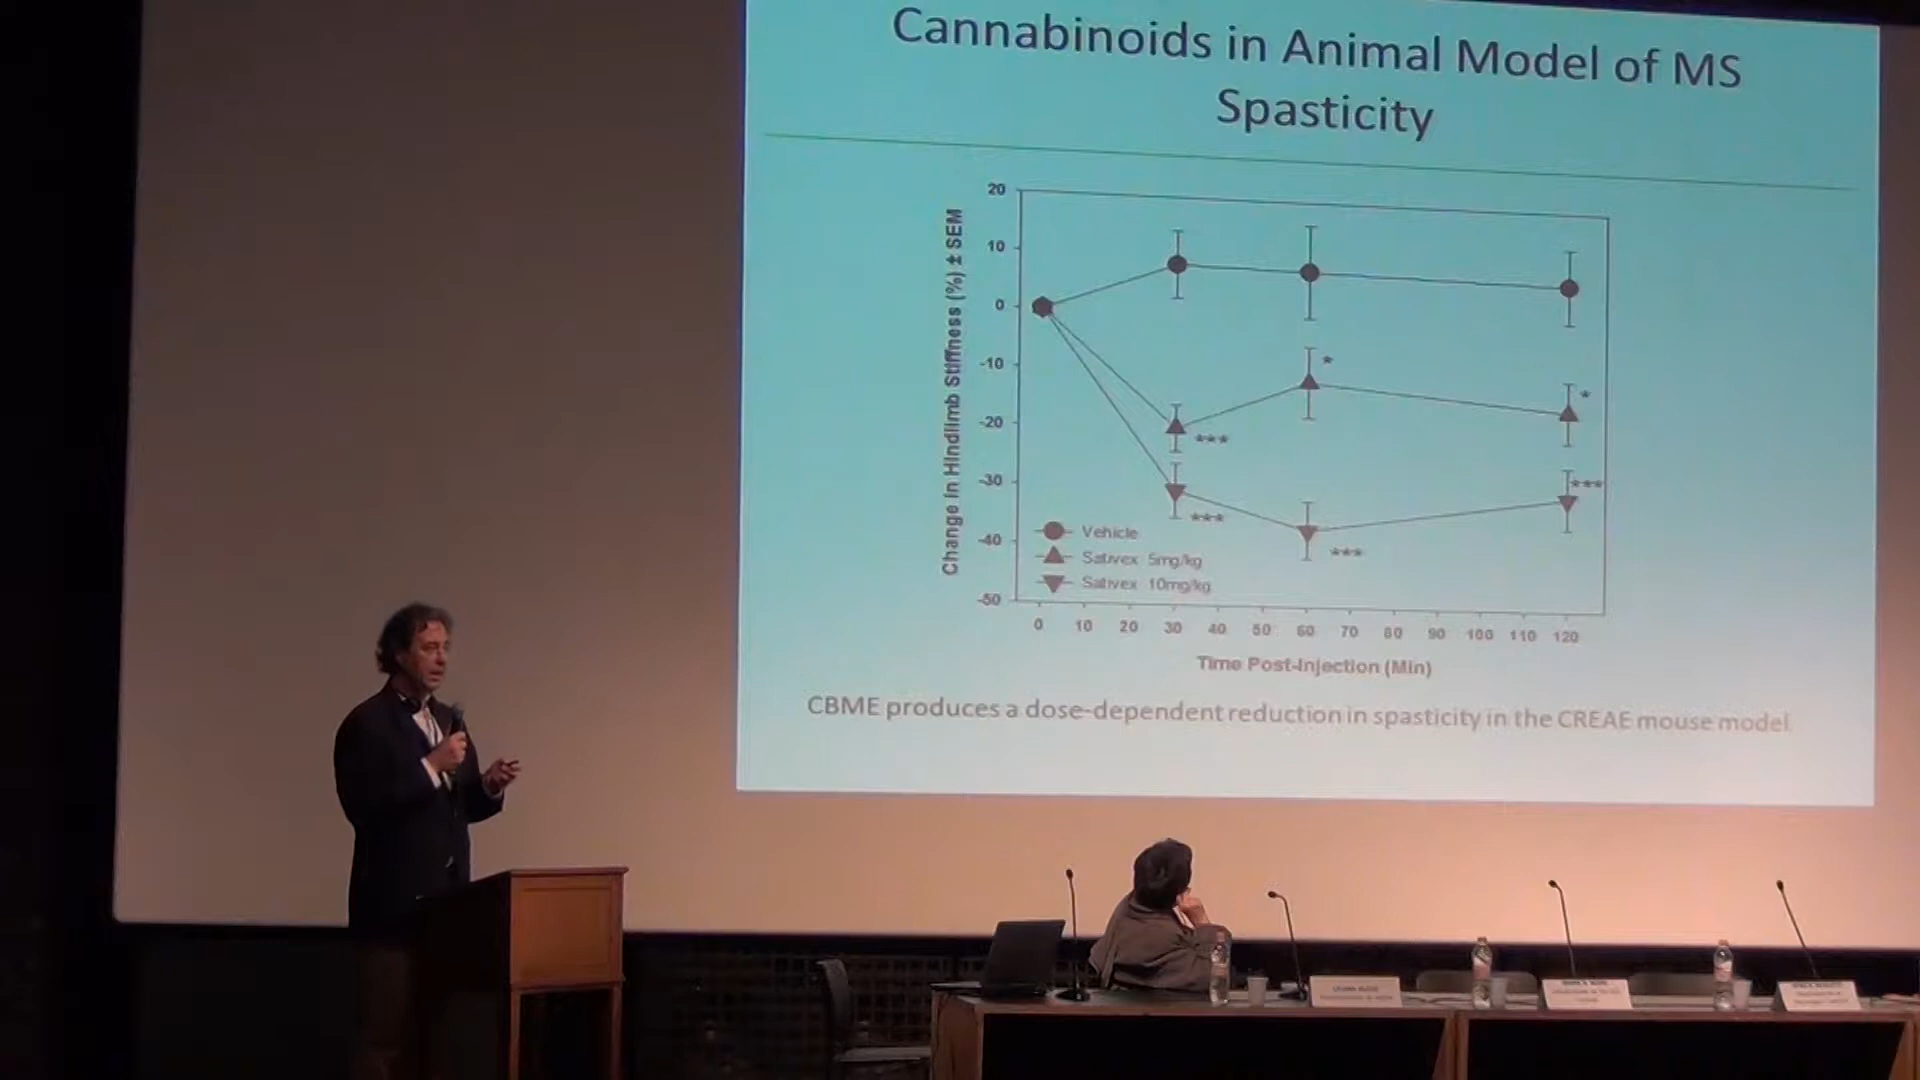 Cannabinoids in Animal Model of MS
Spasticity
Change in Hindlimb Stiffness (%) ± SEM
20
10
0
-10
-20
-30
-40
-50
*
*
***
***
***
***
Vehicle
Sativex 5mg/kg
Sativex 10mg/kg
0 10 20 30 40 50 60 70 80 90 100 110 120
Time Post-Injection (Min)
CBME produces a dose-dependent reduction in spasticity in the CREAE mouse model